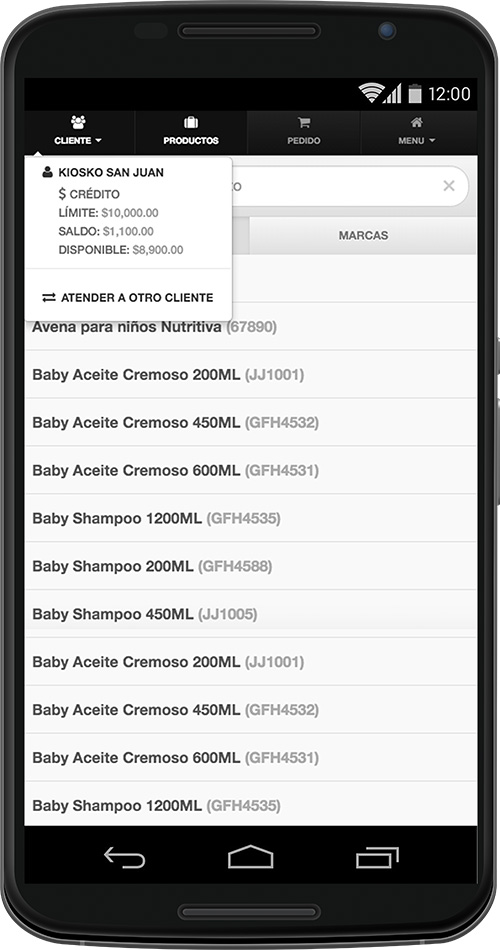 12:00
CLIENTE
PRODUCTOS
PEDIDO
MENU
KIOSKO SAN JUAN
$ CRÉDITO
LÍMITE: $10,000.00
SALDO: $1,100.00
DISPONIBLE: $8,900.00
ATENDER A OTRO CLIENTE
MARCAS
Avena para niños Nutritiva (67890)
Baby Aceite Cremoso 200ML (JJ1001)
Baby Aceite Cremoso 450ML (GFH4532)
Baby Aceite Cremoso 600ML (GFH4531)
Baby Shampoo 1200ML (GFH4535)
Baby Shampoo 200ML (GFH4588)
Baby Shampoo 450ML (JJ1005)
Baby Aceite Cremoso 200ML (JJ1001)
Baby Aceite Cremoso 450ML (GFH4532)
Baby Aceite Cremoso 600ML (GFH4531)
Baby Shampoo 1200ML (GFH4535)